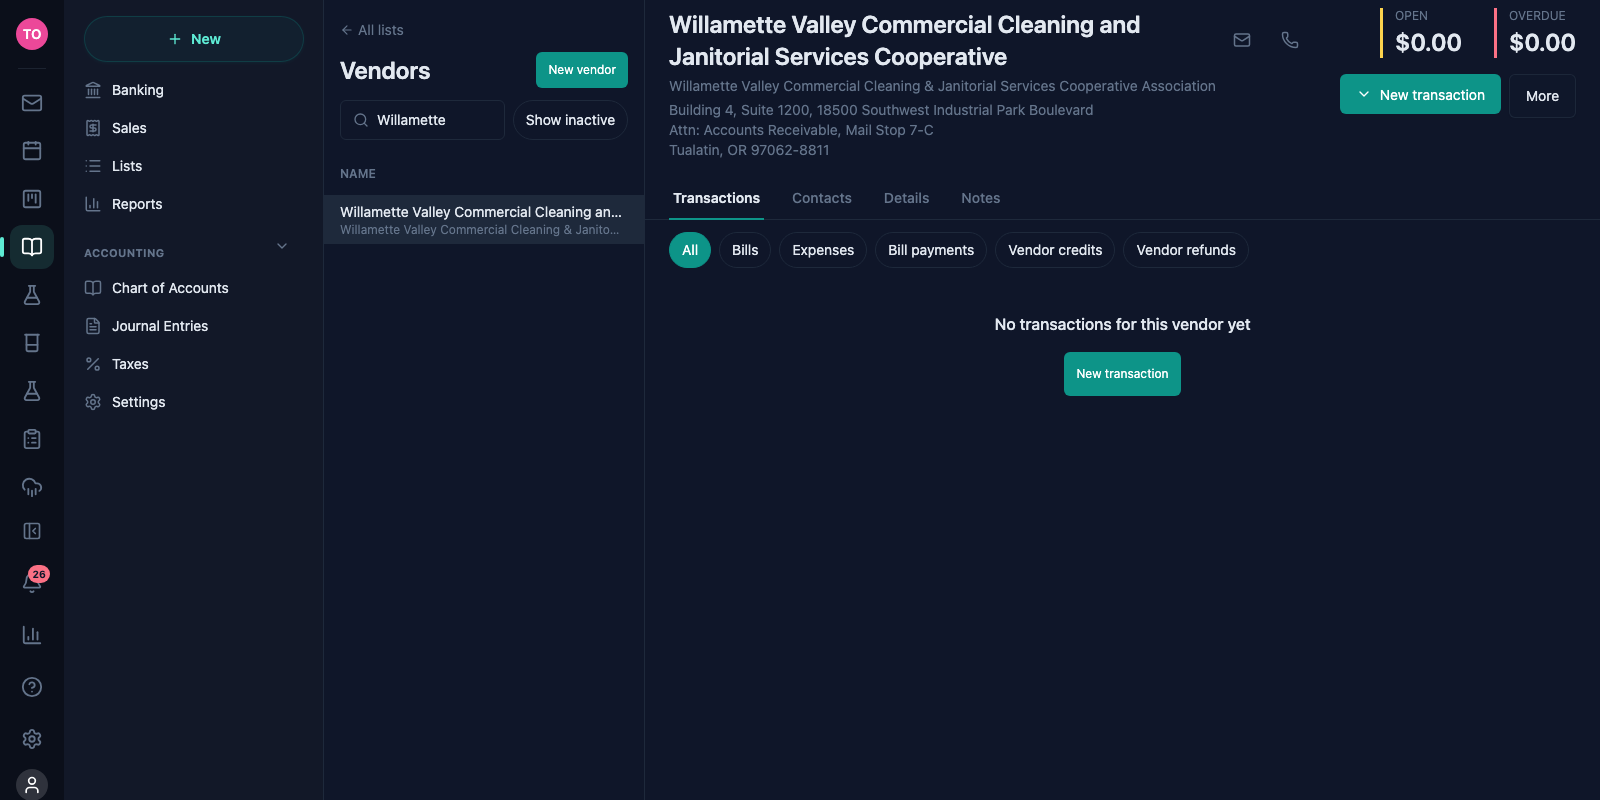 TO
26
New
Banking
Sales
Lists
Reports
ACCOUNTING
Chart of Accounts
Journal Entries
Taxes
Settings
All lists
Vendors
New vendor
Willamette
Show inactive
NAME
Willamette Valley Commercial Cleaning an...
Willamette Valley Commercial Cleaning & Janito...
Willamette Valley Commercial Cleaning and
Janitorial Services Cooperative
Willamette Valley Commercial Cleaning & Janitorial Services Cooperative Association
Building 4, Suite 1200, 18500 Southwest Industrial Park Boulevard
Attn: Accounts Receivable, Mail Stop 7-C
Tualatin, OR 97062-8811
OPEN
$0.00
OVERDUE
$0.00
New transaction
More
Transactions Contacts Details Notes
All Bills Expenses Bill payments Vendor credits Vendor refunds
No transactions for this vendor yet
New transaction